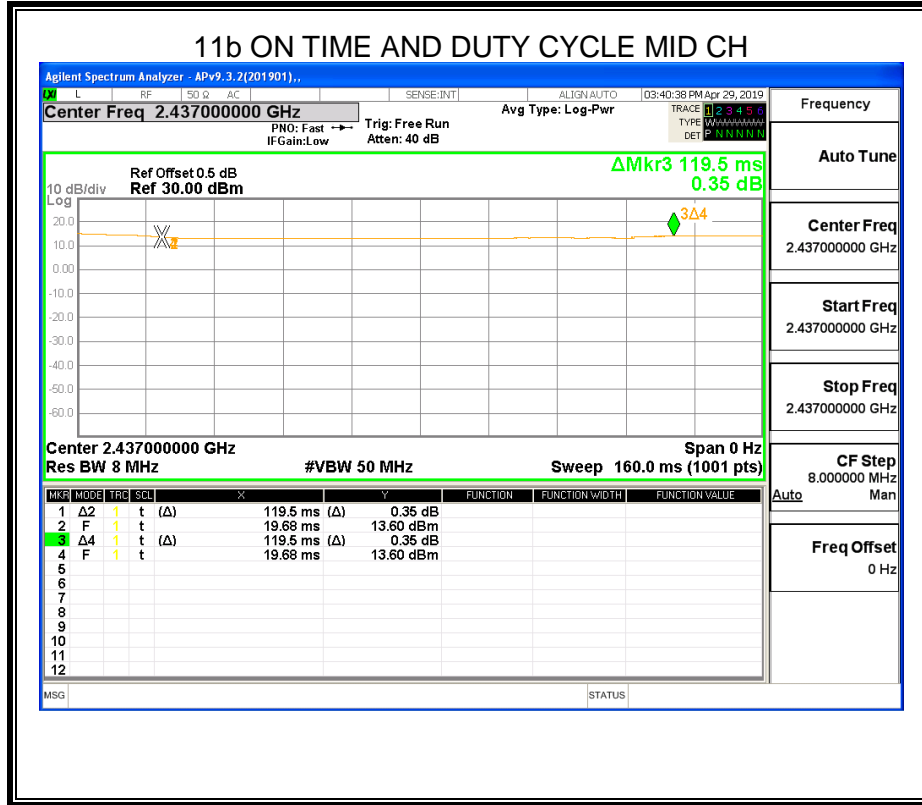 11b ON TIME AND DUTY CYCLE MID CH
Agilent Spectrum Analyzer - APv9.3.2(201901),,
LXI L RF 50 Ω AC SENSE:INT ALIGN AUTO 03:40:38 PM Apr 29, 2019
Center Freq 2.437000000 GHz
PNO: Fast
IFGain:Low
Trig: Free Run
Atten: 40 dB
Avg Type: Log-Pwr
TRACE 1 2 3 4 5 6
TYPE W
DET P N N N N N
Frequency
Auto Tune
Center Freq
2.437000000 GHz
Start Freq
2.437000000 GHz
Stop Freq
2.437000000 GHz
CF Step
8.000000 MHz
Auto Man
Freq Offset
0 Hz
ΔMkr3 119.5 ms
0.35 dB
Ref Offset 0.5 dB
10 dB/div Ref 30.00 dBm
Log
20.0
10.0
0.00
-10.0
-20.0
-30.0
-40.0
-50.0
-60.0
3Δ4
Center 2.437000000 GHz Span 0 Hz
Res BW 8 MHz #VBW 50 MHz Sweep 160.0 ms (1001 pts)
MKR MODE TRC SCL X Y FUNCTION FUNCTION WIDTH FUNCTION VALUE
1 Δ2 1 t (Δ) 119.5 ms (Δ) 0.35 dB
2 F 1 t 19.68 ms 13.60 dBm
3 Δ4 1 t (Δ) 119.5 ms (Δ) 0.35 dB
4 F 1 t 19.68 ms 13.60 dBm
5
6
7
8
9
10
11
12
MSG STATUS